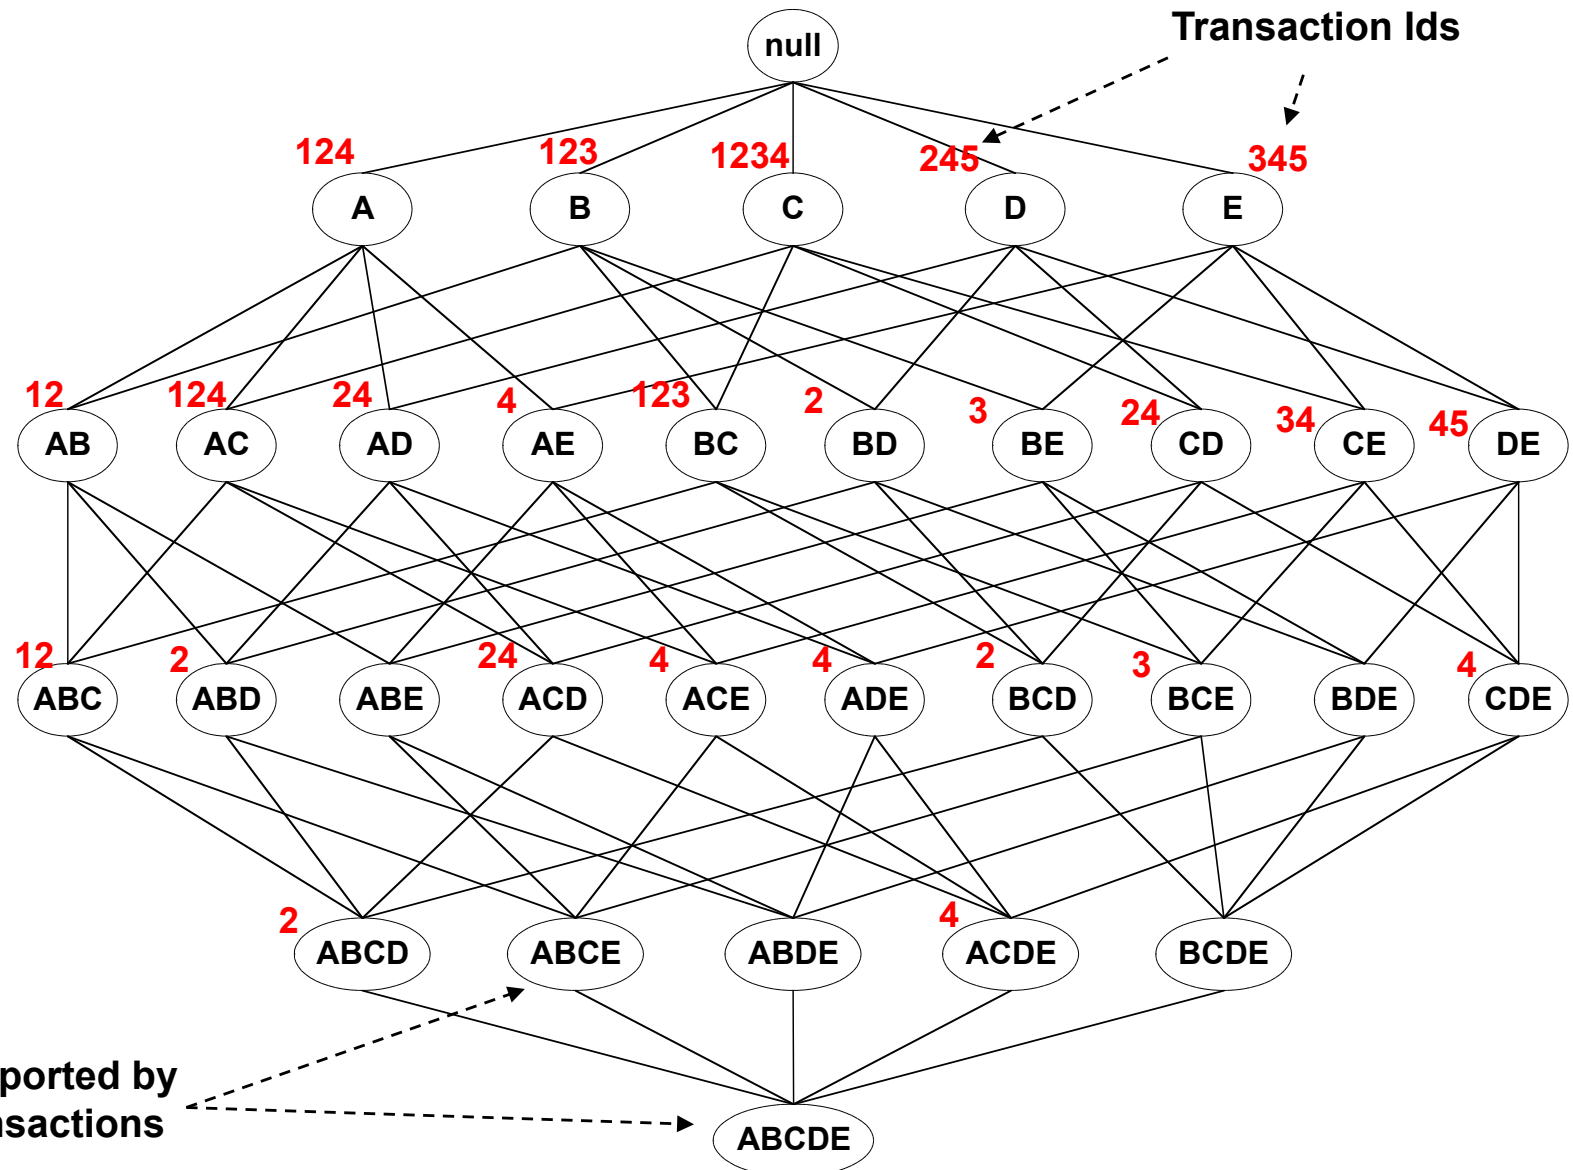 Transaction Ids
null
124 123 1234 245 345
A B C D E
12 124 24 4 123 2 3 24 34 45
AB AC AD AE BC BD BE CD CE DE
12 2 24 4 4 2 3 4
ABC ABD ABE ACD ACE ADE BCD BCE BDE CDE
2 4
ABCD ABCE ABDE ACDE BCDE
ported by
nsactions
ABCDE